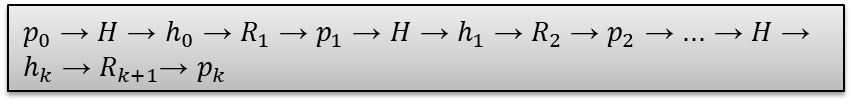 p₀ → H → h₀ → R₁ → p₁ → H → h₁ → R₂ → p₂ → … → H →
hₖ → Rₖ₊₁→ pₖ